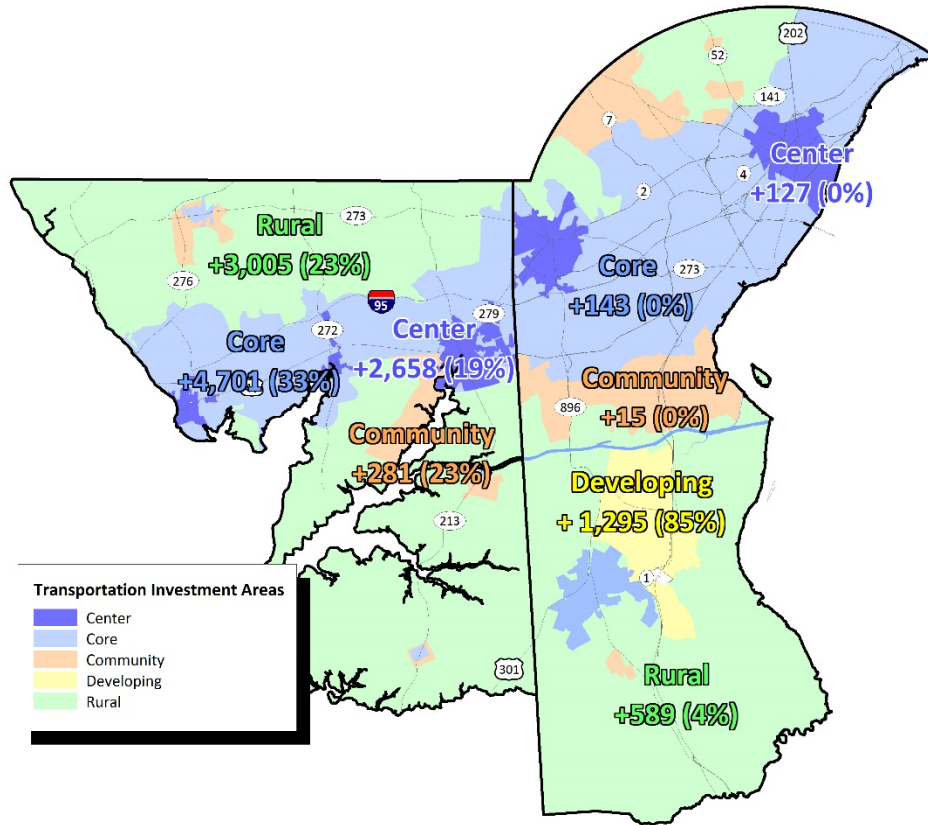 202
52
141
7
Center
+127 (0%)
4
2
273
Rural
+3,005 (23%)
276
Core
+143 (0%)
273
95
279
272
Center
+2,658 (19%)
Core
+4,701 (33%)
Community
+15 (0%)
896
Community
+281 (23%)
Developing
+ 1,295 (85%)
213
1
Transportation Investment Areas
Center
Core
Community
Developing
Rural
301
Rural
+589 (4%)